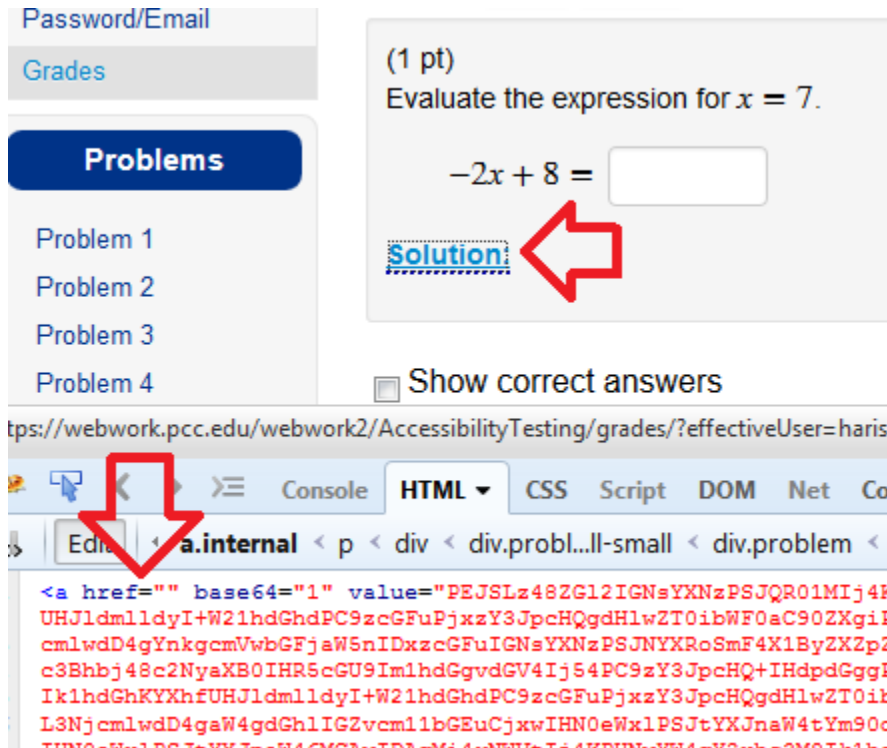 Password/Email
Grades
Problems
Problem 1
Problem 2
Problem 3
Problem 4
(1 pt)
Evaluate the expression for x = 7.
−2x + 8 =
Solution:
Show correct answers
tps://webwork.pcc.edu/webwork2/AccessibilityTesting/grades/?effectiveUser=haris
Console HTML CSS Script DOM Net Co
a.internal < p < div < div.probl...ll-small < div.problem <
<a href="" base64="1" value="PEJSLz48ZGl2IGNsYXNzPSJQR01MIj4
UHJldmlldyI+W21hdGhdPC9zcGFuPjxzY3JpcHQgdHlwZT0ibWF0aC90ZXgi
cmlwdD4gYnkgcmVwbGFjaW5nIDxzcGFuIGNsYXNzPSJNYXRoSmF4X1ByZXZp
c3Bhbj48c2NyaXB0IHR5cGU9Im1hdGgvdGV4Ij54PC9zY3JpcHQ+IHdpdGgg
Ik1hdGhKYXhfUHJldmlldyI+W21hdGhdPC9zcGFuPjxzY3JpcHQgdHlwZT0i
L3NjcmlwdD4gaW4gdGhlIGZvcm11bGEuCjxwIHN0eWxlPSJtYXJnaW4tYm90